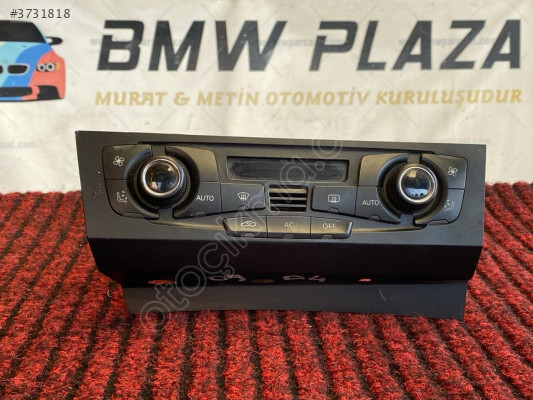 #3731818
BMW PLAZA
MURAT & METİN OTOMOTİV KURULUŞUDUR
AUTO
AUTO
AC
OFF